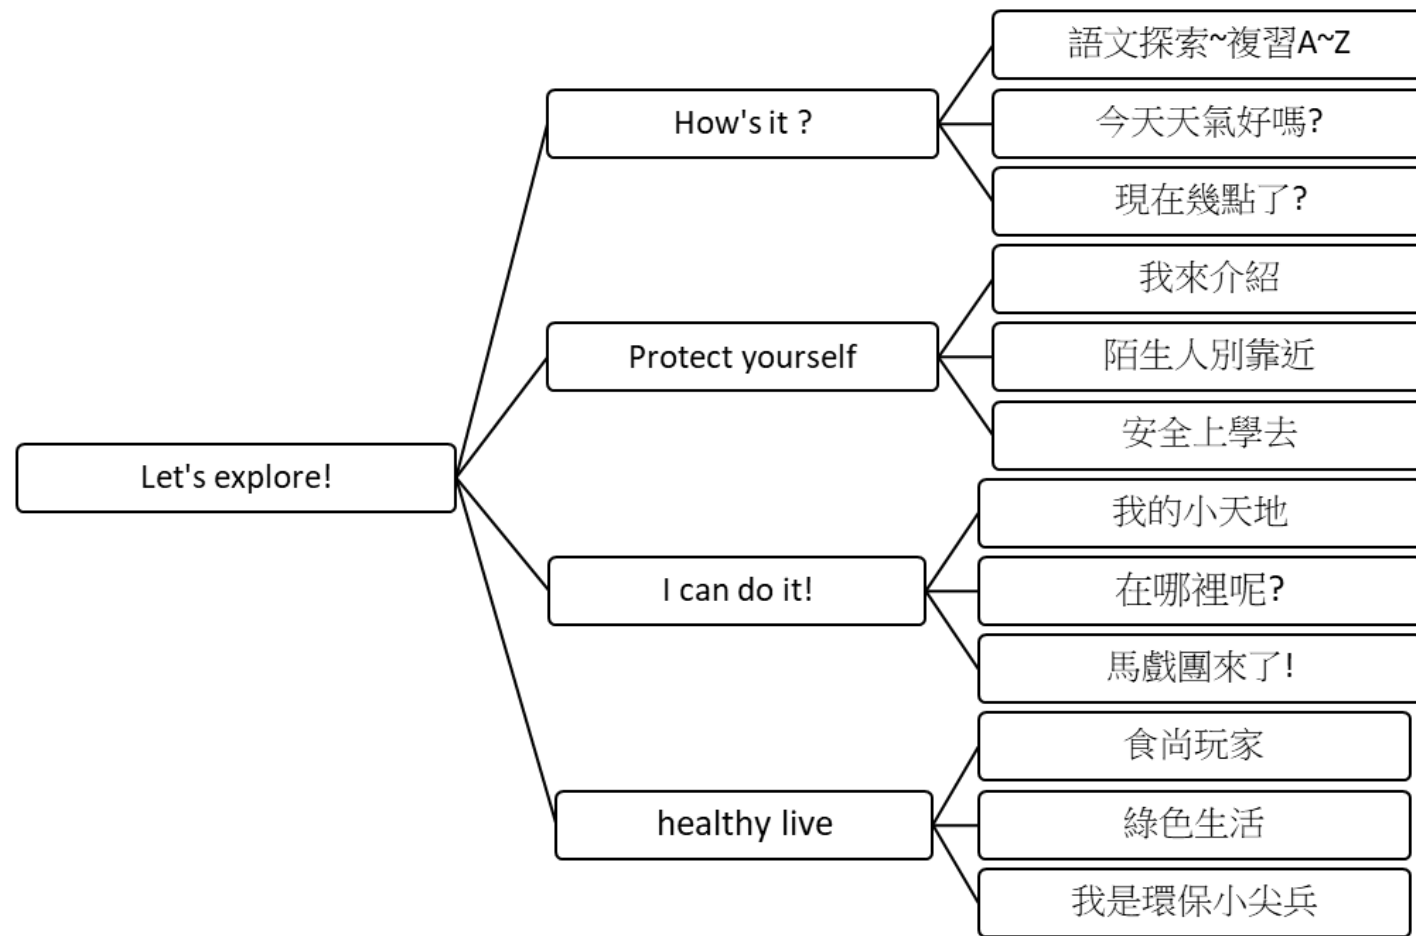 Let's explore!
How's it ?
語文探索~複習A~Z
今天天氣好嗎?
現在幾點了?
Protect yourself
我來介紹
陌生人別靠近
安全上學去
I can do it!
我的小天地
在哪裡呢?
馬戲團來了!
healthy live
食尚玩家
綠色生活
我是環保小尖兵